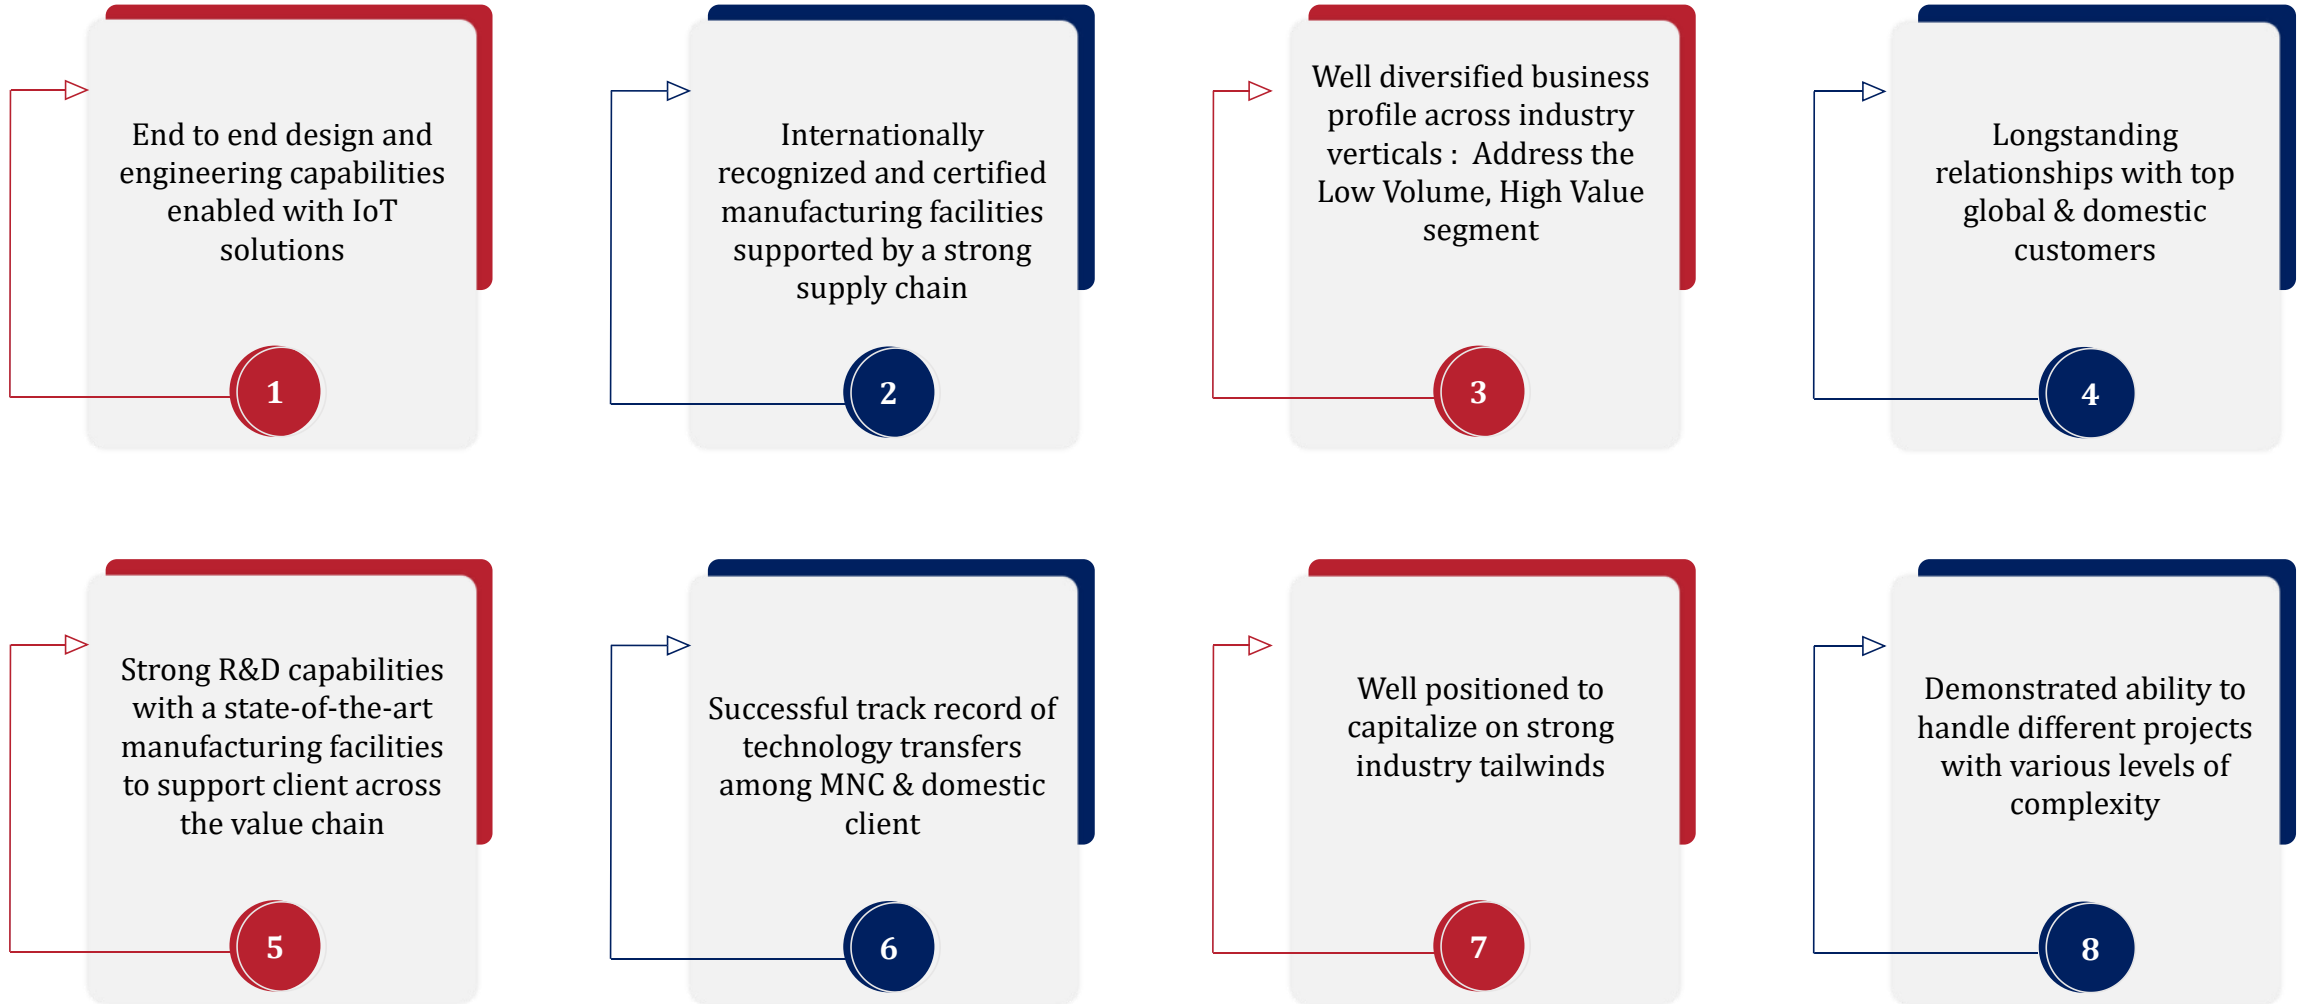 End to end design and
engineering capabilities
enabled with IoT
solutions
1
Internationally
recognized and certified
manufacturing facilities
supported by a strong
supply chain
2
Well diversified business
profile across industry
verticals :  Address the
Low Volume, High Value
segment
3
Longstanding
relationships with top
global & domestic
customers
4
Strong R&D capabilities
with a state-of-the-art
manufacturing facilities
to support client across
the value chain
5
Successful track record of
technology transfers
among MNC & domestic
client
6
Well positioned to
capitalize on strong
industry tailwinds
7
Demonstrated ability to
handle different projects
with various levels of
complexity
8